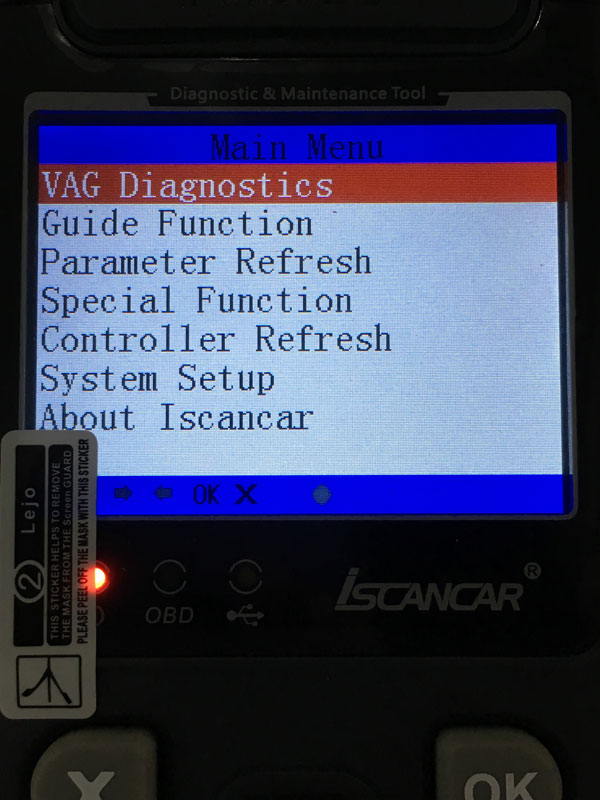 Diagnostic & Maintenance Tool
Main Menu
VAG Diagnostics
Guide Function
Parameter Refresh
Special Function
Controller Refresh
System Setup
About Iscancar
OK X
Lejo
2
THIS STICKER HELPS TO REMOVE
THE MASK FROM THE Screen GUARD
PLEASE PEEL OFF THE MASK WITH THIS STICKER
OBD
iSCANCAR®
X
OK